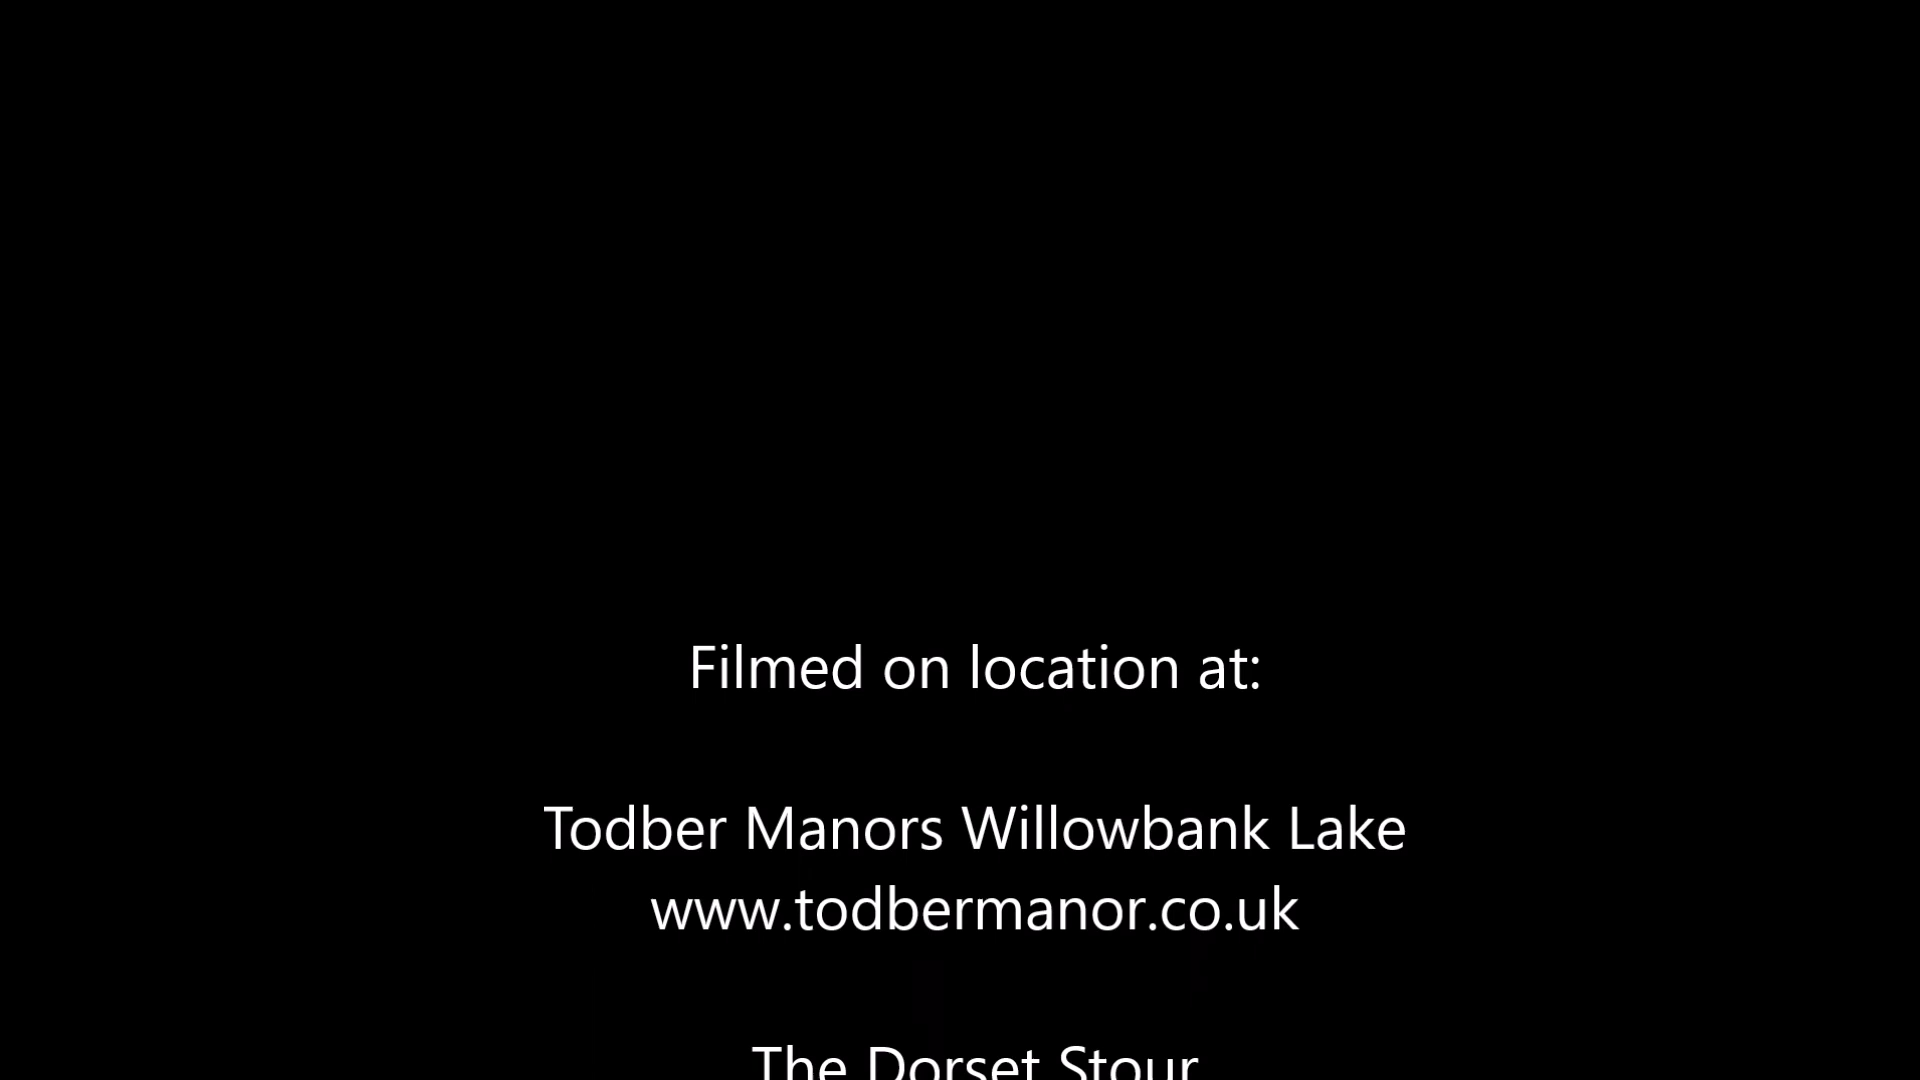 Filmed on location at:
Todber Manors Willowbank Lake
www.todbermanor.co.uk
The Dorset Stour